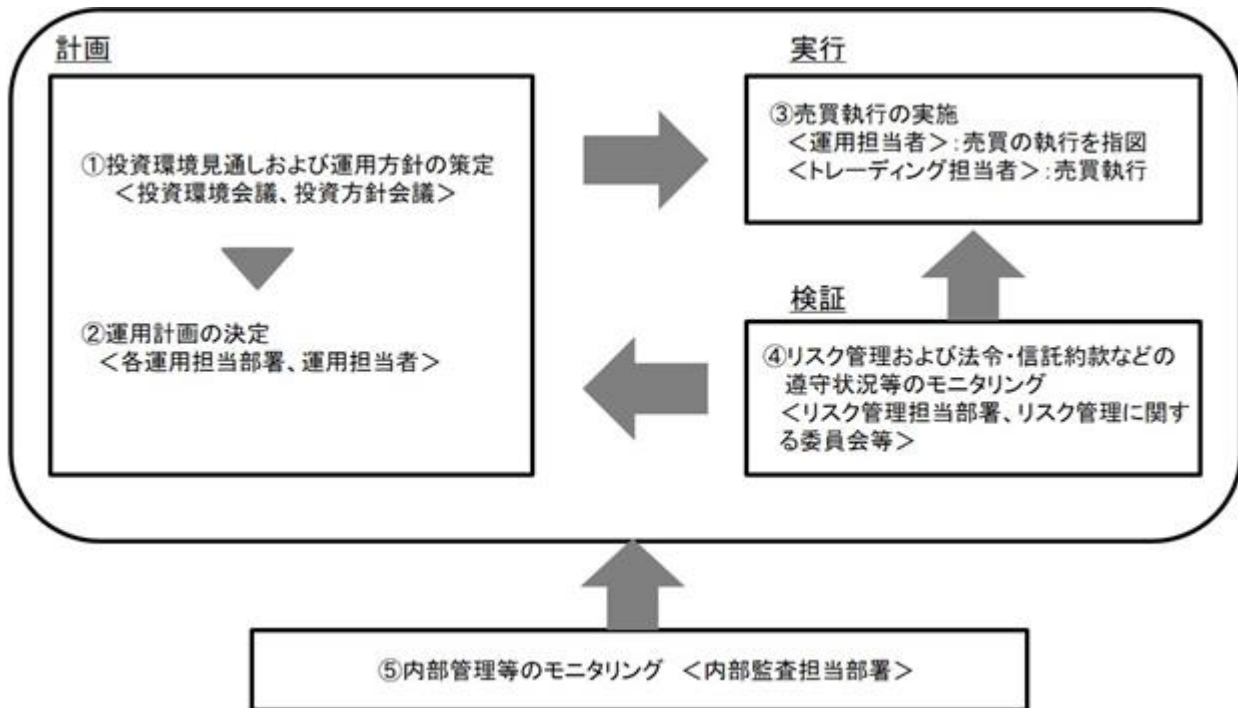 計画
①投資環境見通しおよび運用方針の策定
＜投資環境会議、投資方針会議＞
②運用計画の決定
＜各運用担当部署、運用担当者＞
実行
③売買執行の実施
＜運用担当者＞：売買の執行を指図
＜トレーディング担当者＞：売買執行
検証
④リスク管理および法令・信託約款などの
遵守状況等のモニタリング
＜リスク管理担当部署、リスク管理に関す
る委員会等＞
⑤内部管理等のモニタリング ＜内部監査担当部署＞